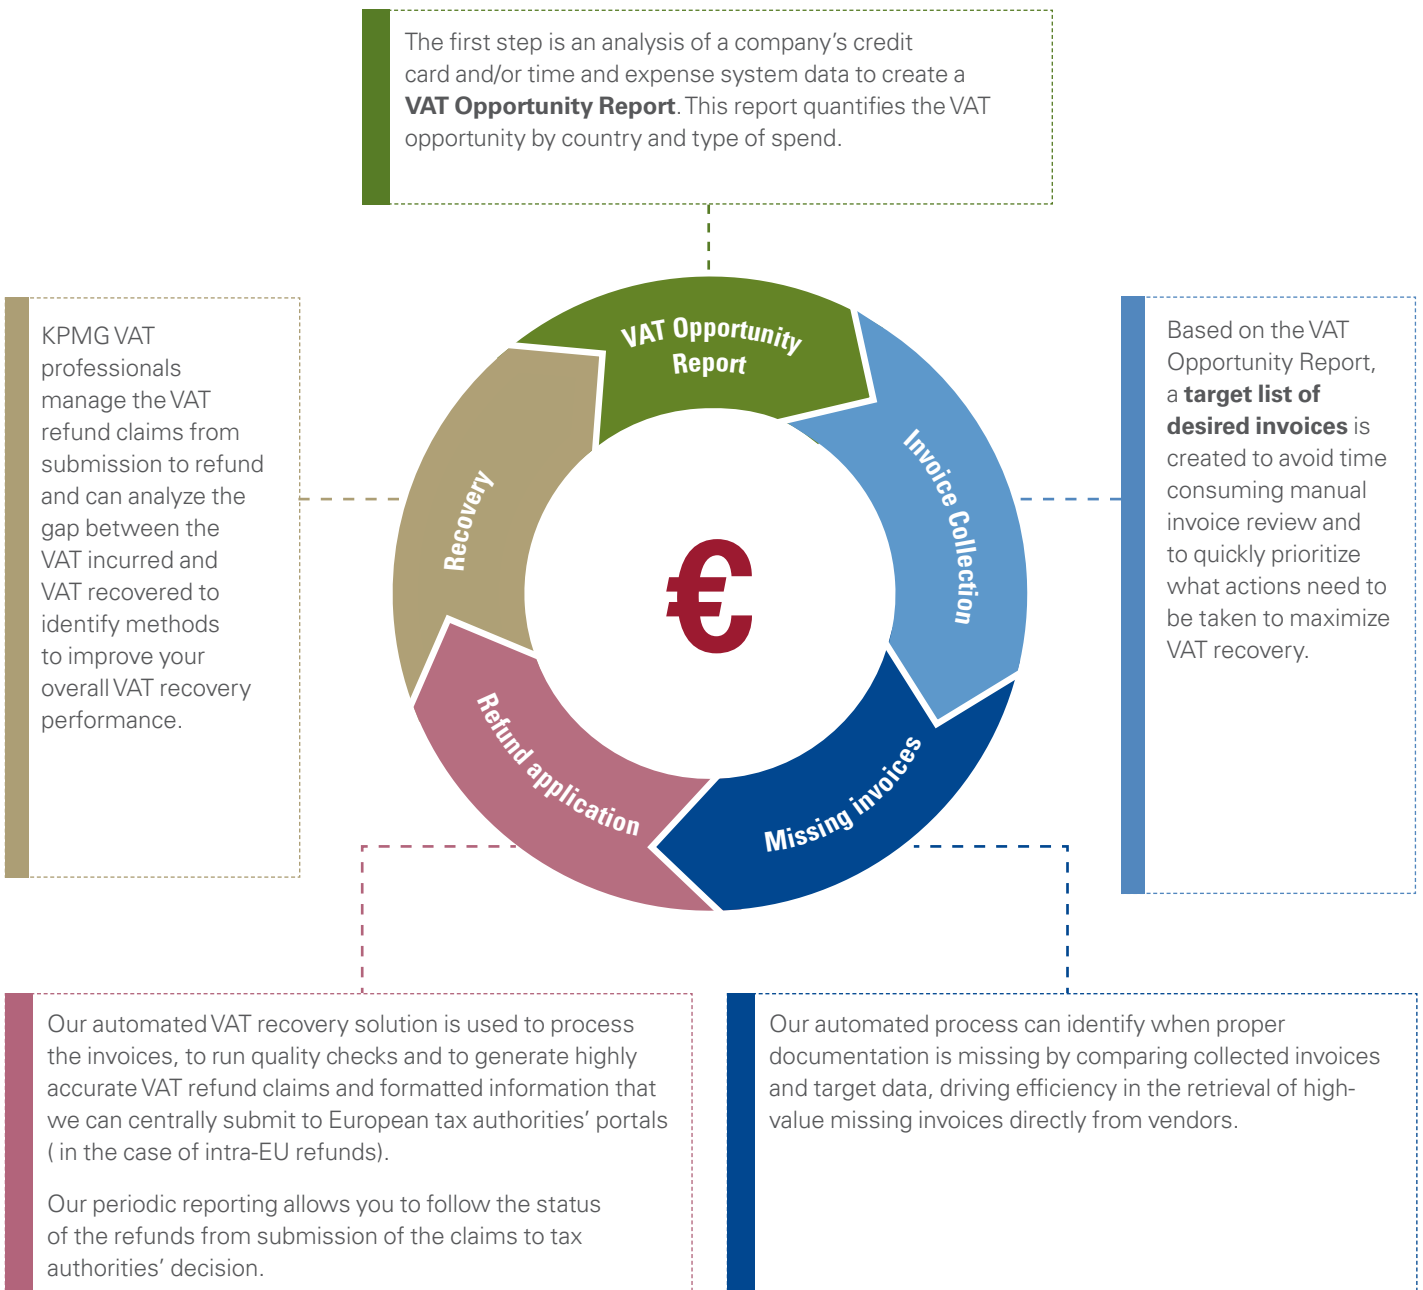 The first step is an analysis of a company's credit
card and/or time and expense system data to create a
VAT Opportunity Report. This report quantifies the VAT
opportunity by country and type of spend.
VAT Opportunity
Report
Invoice Collection
Missing invoices
Refund application
Recovery
€
KPMG VAT
professionals
manage the VAT
refund claims from
submission to refund
and can analyze the
gap between the
VAT incurred and
VAT recovered to
identify methods
to improve your
overall VAT recovery
performance.
Based on the VAT
Opportunity Report,
a target list of
desired invoices is
created to avoid time
consuming manual
invoice review and
to quickly prioritize
what actions need to
be taken to maximize
VAT recovery.
Our automated VAT recovery solution is used to process
the invoices, to run quality checks and to generate highly
accurate VAT refund claims and formatted information that
we can centrally submit to European tax authorities' portals
( in the case of intra-EU refunds).
Our periodic reporting allows you to follow the status
of the refunds from submission of the claims to tax
authorities' decision.
Our automated process can identify when proper
documentation is missing by comparing collected invoices
and target data, driving efficiency in the retrieval of high-
value missing invoices directly from vendors.